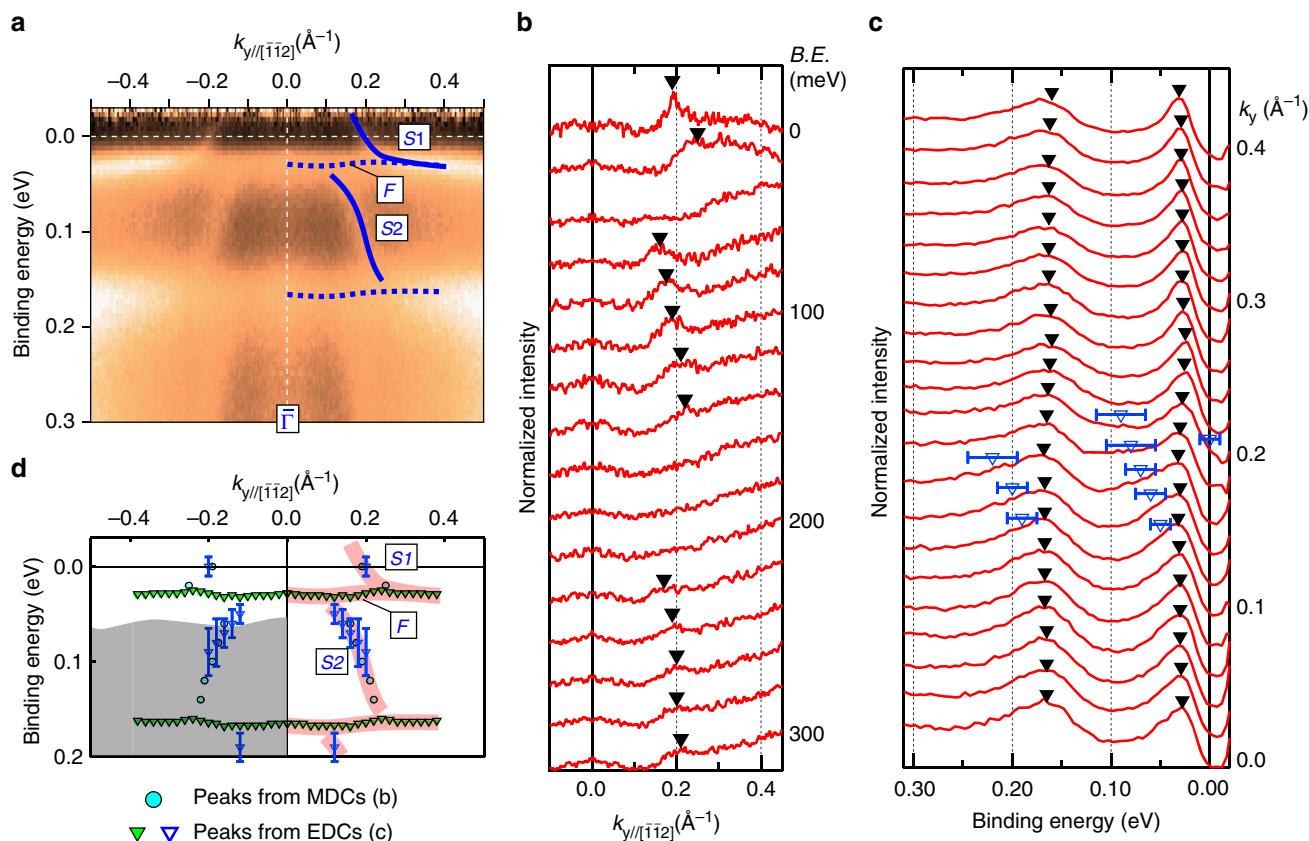 a
k_y//[1̄1̄2](Å⁻¹)
−0.4 −0.2 0.0 0.2 0.4
Binding energy (eV)
0.0
0.1
0.2
0.3
S1
F
S2
Γ̄
b
B.E.
(meV)
0
100
200
300
Normalized intensity
0.0 0.2 0.4
k_y//[1̄1̄2](Å⁻¹)
c
k_y (Å⁻¹)
0.4
0.3
0.2
0.1
0.0
Normalized intensity
0.30 0.20 0.10 0.00
Binding energy (eV)
d
k_y//[1̄1̄2](Å⁻¹)
−0.4 −0.2 0.0 0.2 0.4
Binding energy (eV)
0.0
0.1
0.2
S1
F
S2
Peaks from MDCs (b)
Peaks from EDCs (c)